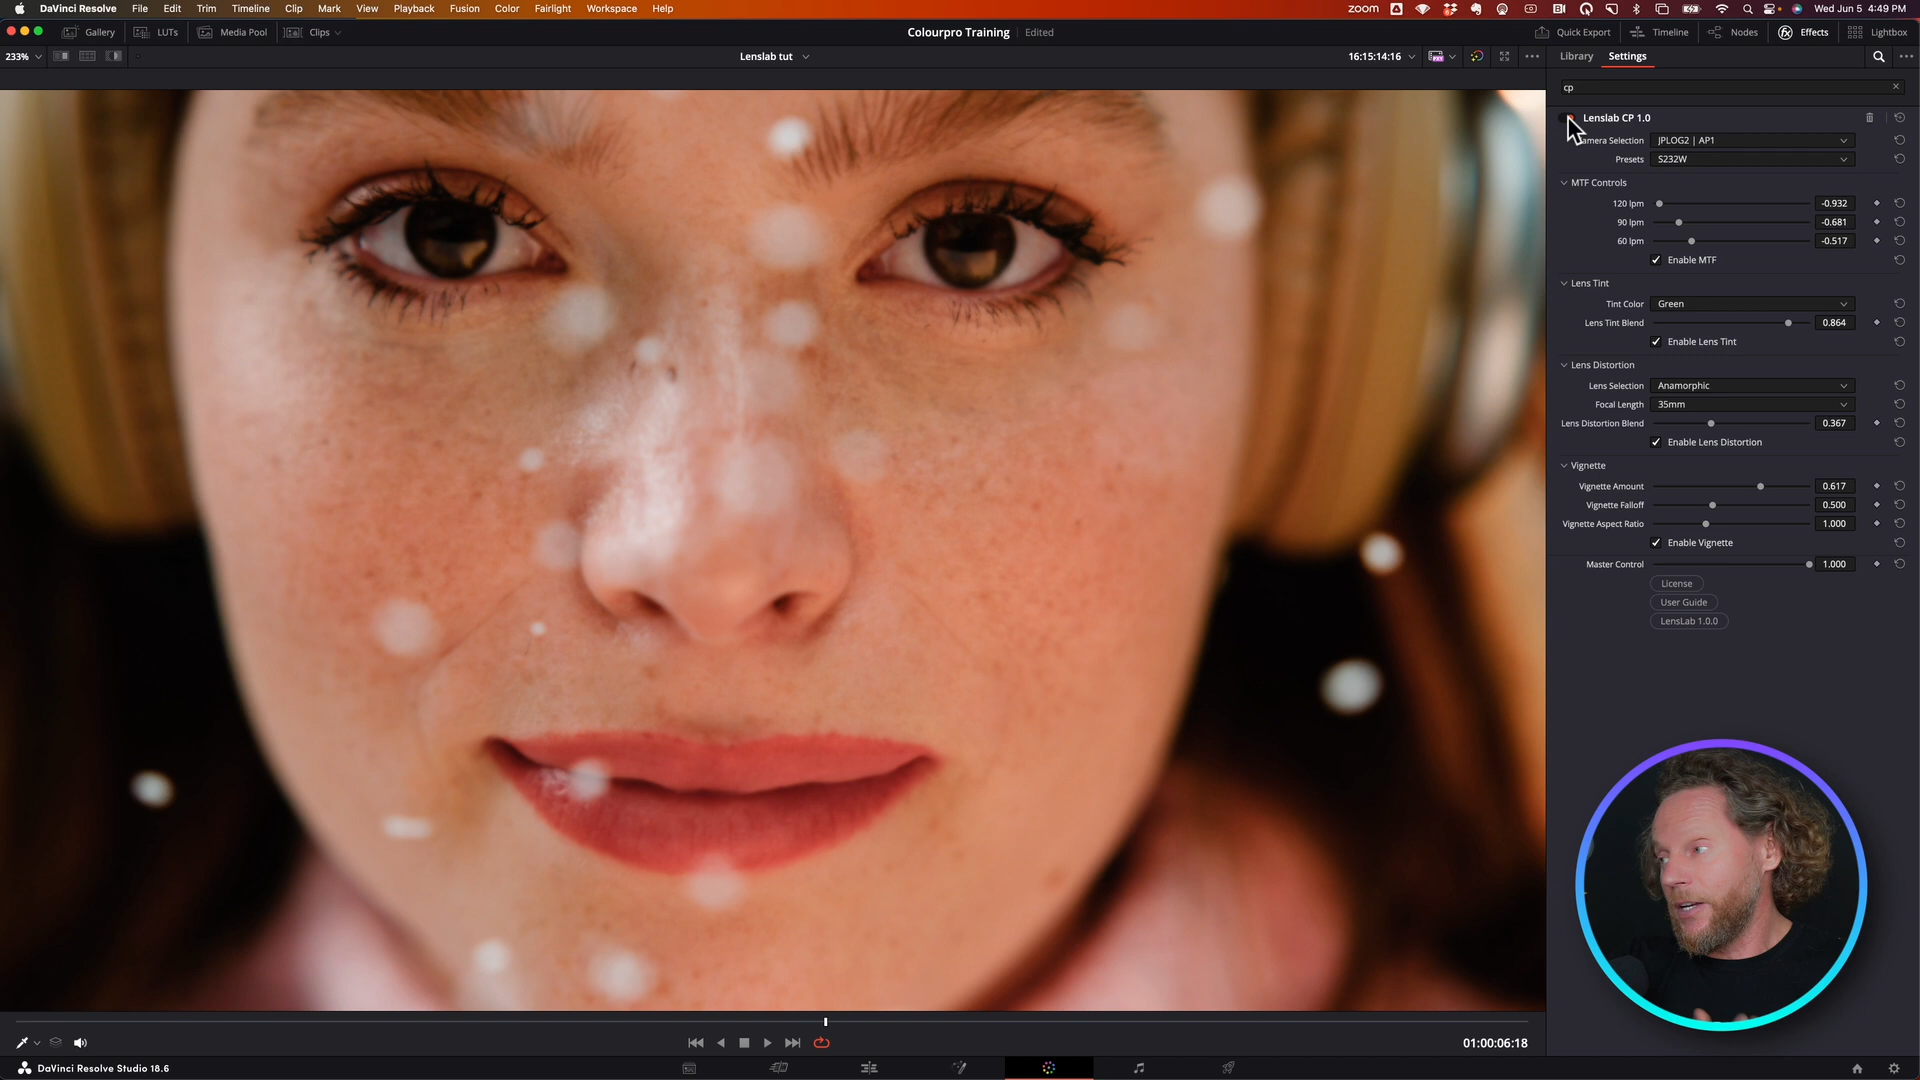 DaVinci Resolve File Edit Trim Timeline Clip Mark View Playback Fusion Color Fairlight Workspace Help zoom Wed Jun 5 4:49 PM
Gallery LUTs Media Pool Clips Colourpro Training Edited Quick Export Timeline Nodes Effects Lightbox
233% Lenslab tut 16:15:14:16 Library Settings
cp
Lenslab CP 1.0
amera Selection JPLOG2 | AP1
Presets S232W
MTF Controls
120 lpm -0.932
90 lpm -0.681
60 lpm -0.517
Enable MTF
Lens Tint
Tint Color Green
Lens Tint Blend 0.864
Enable Lens Tint
Lens Distortion
Lens Selection Anamorphic
Focal Length 35mm
Lens Distortion Blend 0.367
Enable Lens Distortion
Vignette
Vignette Amount 0.617
Vignette Falloff 0.500
Vignette Aspect Ratio 1.000
Enable Vignette
Master Control 1.000
License
User Guide
LensLab 1.0.0
01:00:06:18
DaVinci Resolve Studio 18.6